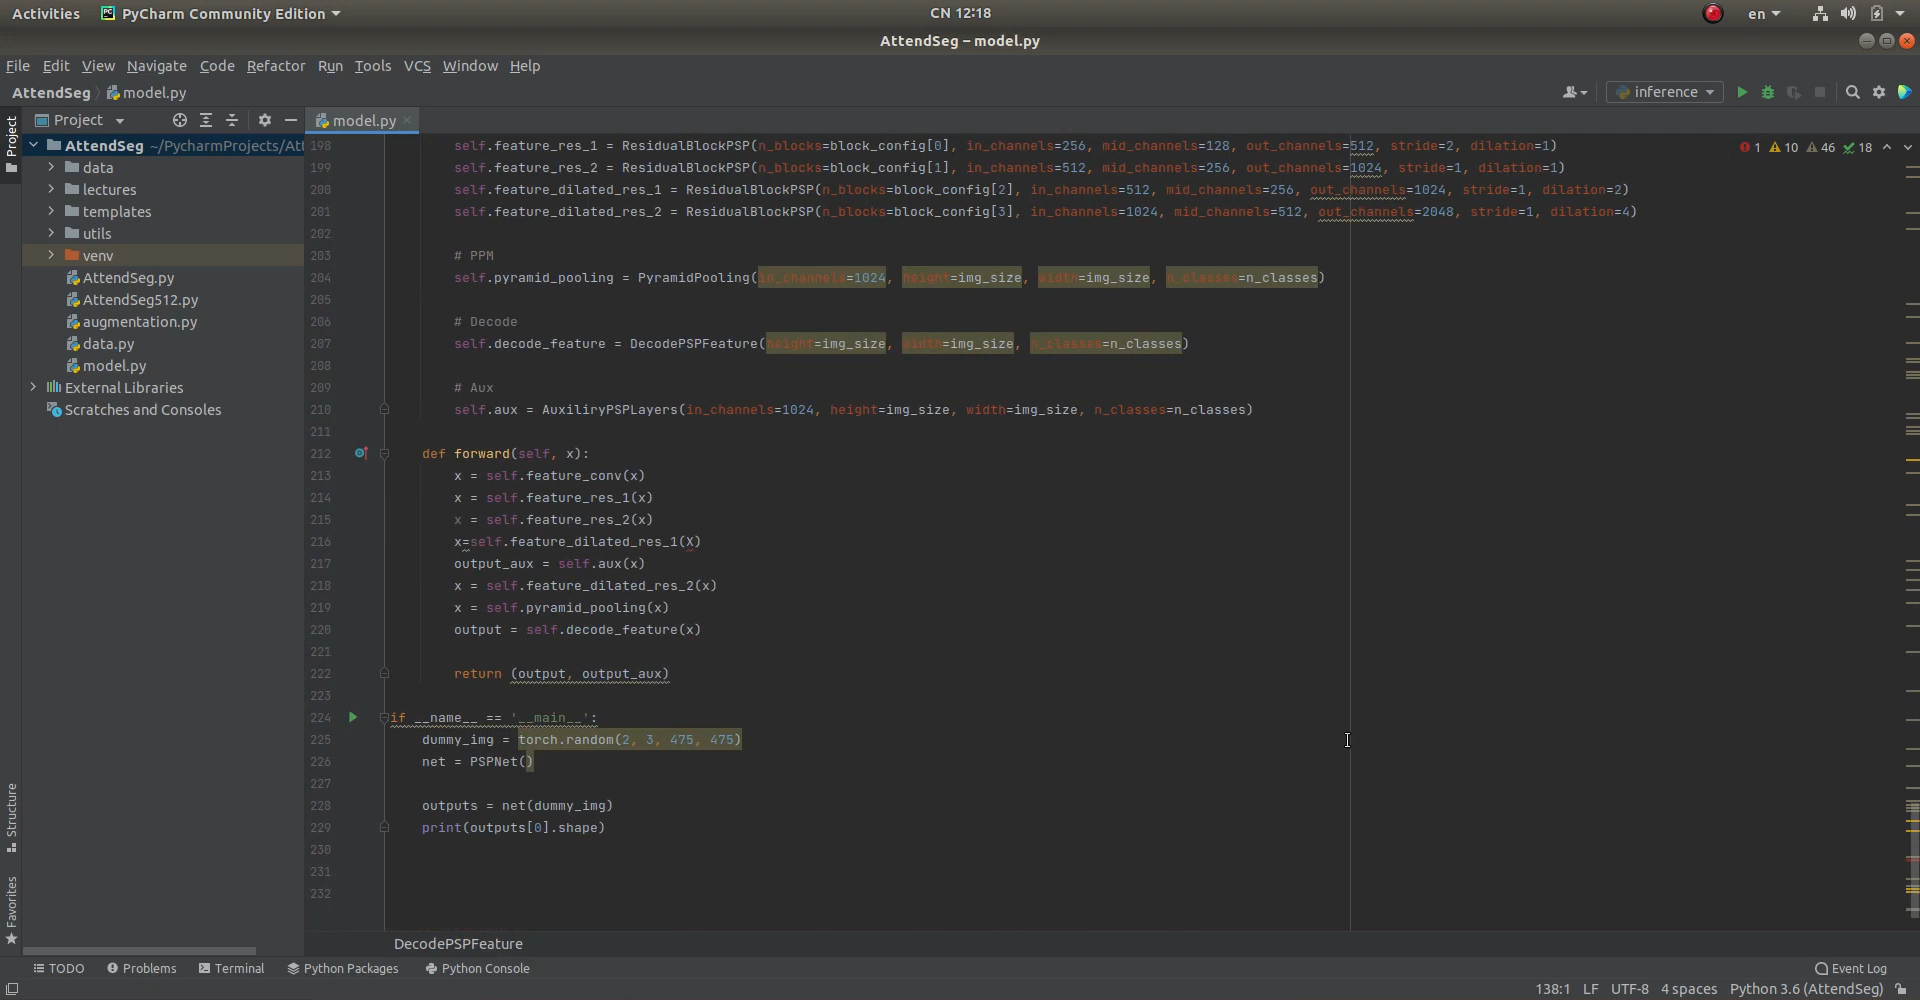 Activities PyCharm Community Edition CN 12:18 en
AttendSeg – model.py
File Edit View Navigate Code Refactor Run Tools VCS Window Help
AttendSeg model.py inference
Project model.py
AttendSeg ~/PycharmProjects/Att
data
lectures
templates
utils
venv
AttendSeg.py
AttendSeg512.py
augmentation.py
data.py
model.py
External Libraries
Scratches and Consoles
Project
Structure
Favorites
1 10 46 18
198 self.feature_res_1 = ResidualBlockPSP(n_blocks=block_config[0], in_channels=256, mid_channels=128, out_channels=512, stride=2, dilation=1)
199 self.feature_res_2 = ResidualBlockPSP(n_blocks=block_config[1], in_channels=512, mid_channels=256, out_channels=1024, stride=1, dilation=1)
200 self.feature_dilated_res_1 = ResidualBlockPSP(n_blocks=block_config[2], in_channels=512, mid_channels=256, out_channels=1024, stride=1, dilation=2)
201 self.feature_dilated_res_2 = ResidualBlockPSP(n_blocks=block_config[3], in_channels=1024, mid_channels=512, out_channels=2048, stride=1, dilation=4)
202
203 # PPM
204 self.pyramid_pooling = PyramidPooling(in_channels=1024, height=img_size, width=img_size, n_classes=n_classes)
205
206 # Decode
207 self.decode_feature = DecodePSPFeature(height=img_size, width=img_size, n_classes=n_classes)
208
209 # Aux
210 self.aux = AuxiliryPSPLayers(in_channels=1024, height=img_size, width=img_size, n_classes=n_classes)
211
212 def forward(self, x):
213 x = self.feature_conv(x)
214 x = self.feature_res_1(x)
215 x = self.feature_res_2(x)
216 x=self.feature_dilated_res_1(X)
217 output_aux = self.aux(x)
218 x = self.feature_dilated_res_2(x)
219 x = self.pyramid_pooling(x)
220 output = self.decode_feature(x)
221
222 return (output, output_aux)
223
224 if __name__ == '__main__':
225 dummy_img = torch.random(2, 3, 475, 475)
226 net = PSPNet()
227
228 outputs = net(dummy_img)
229 print(outputs[0].shape)
230
231
232
DecodePSPFeature
TODO Problems Terminal Python Packages Python Console Event Log
138:1 LF UTF-8 4 spaces Python 3.6 (AttendSeg)